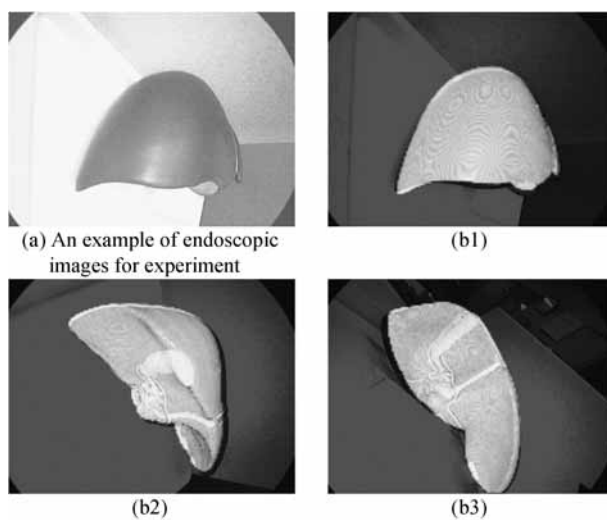 (a) An example of endoscopic
images for experiment
(b1)
(b2)
(b3)